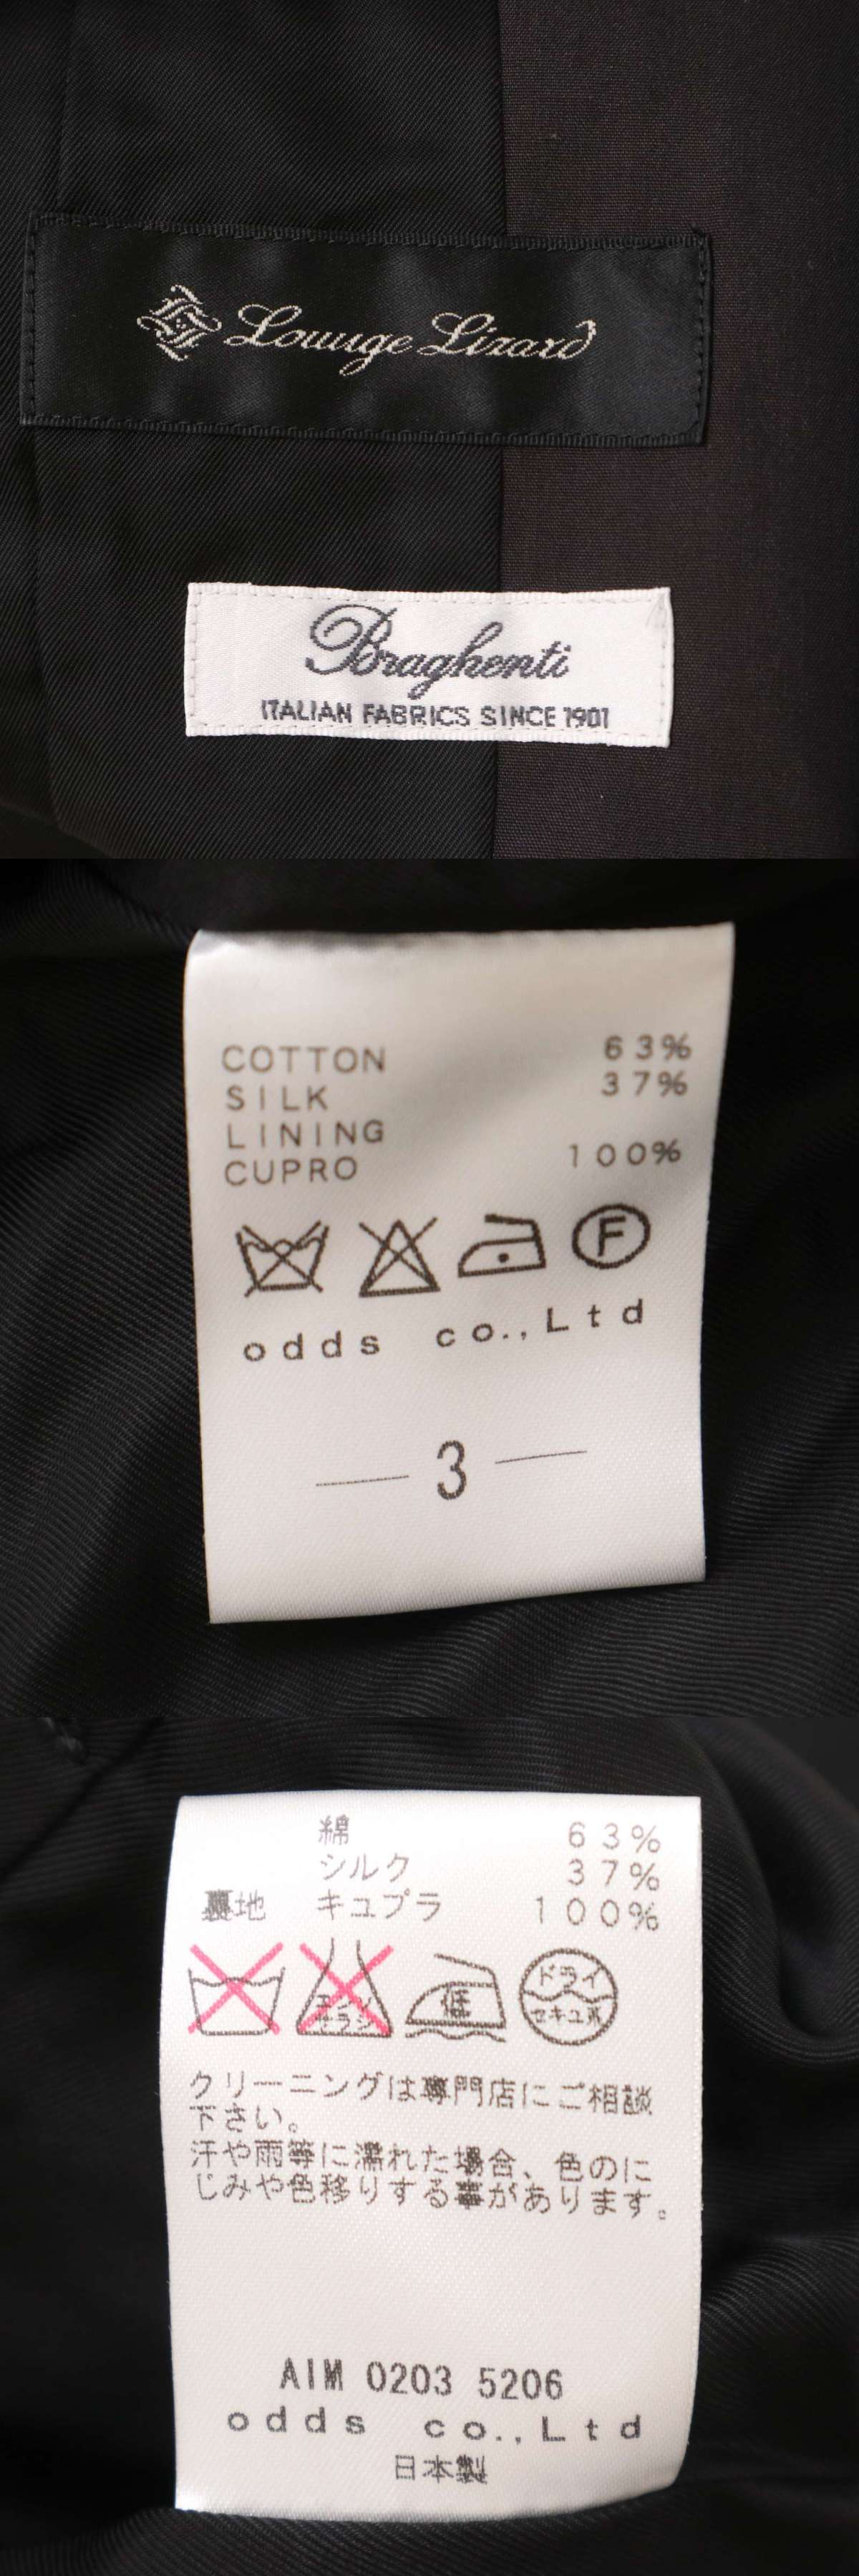 Lounge Lizard
Braghenti
ITALIAN FABRICS SINCE 1901
COTTON 63%
SILK 37%
LINING
CUPRO 100%
F
odds co.,Ltd
— 3 —
綿 63%
シルク 37%
裏地 キュプラ 100%
エンソ
サラシ
低
ドライ
セキユ系
クリーニングは専門店にご相談
下さい。
汗や雨等に濡れた場合、色のに
じみや色移りする事があります。
AIM 0203 5206
odds co.,Ltd
日本製